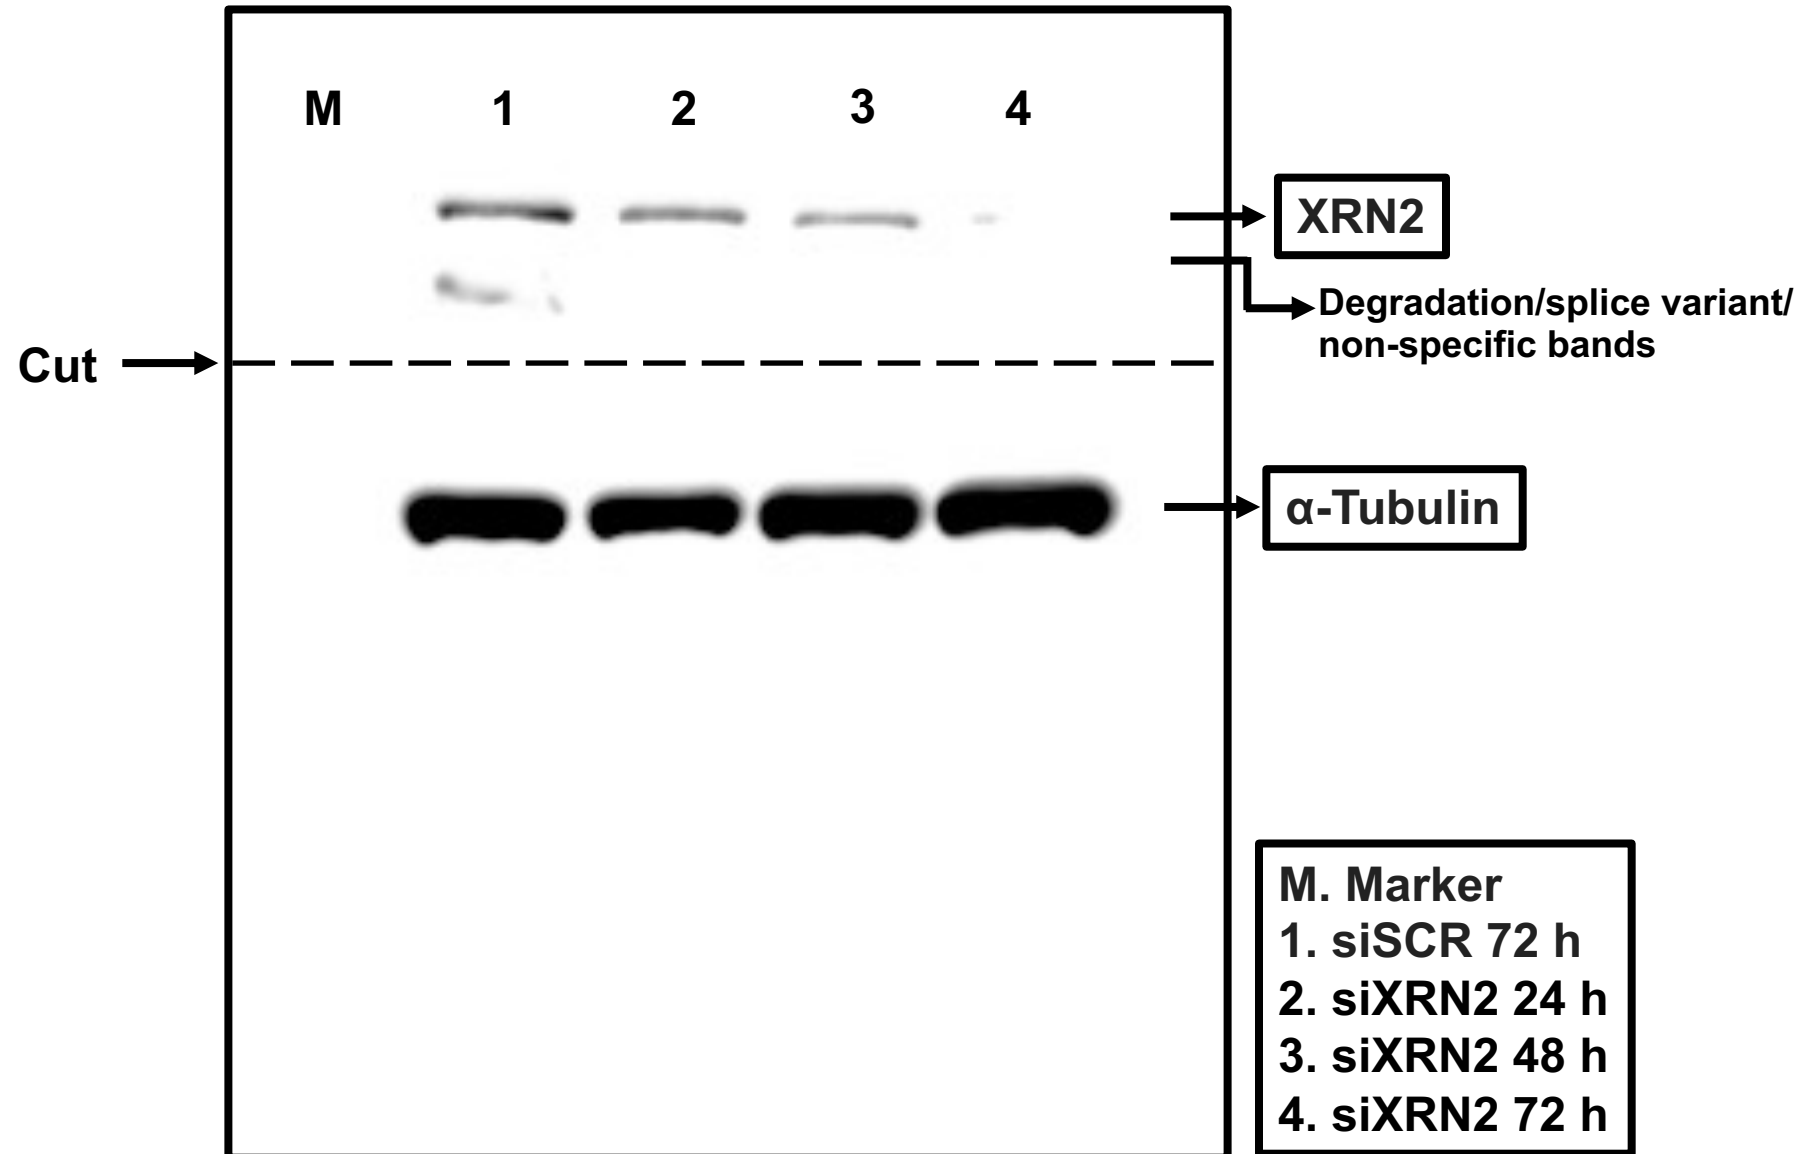 M 1 2 3 4
XRN2
Degradation/splice variant/
non-specific bands
Cut
α-Tubulin
M. Marker
1. siSCR 72 h
2. siXRN2 24 h
3. siXRN2 48 h
4. siXRN2 72 h